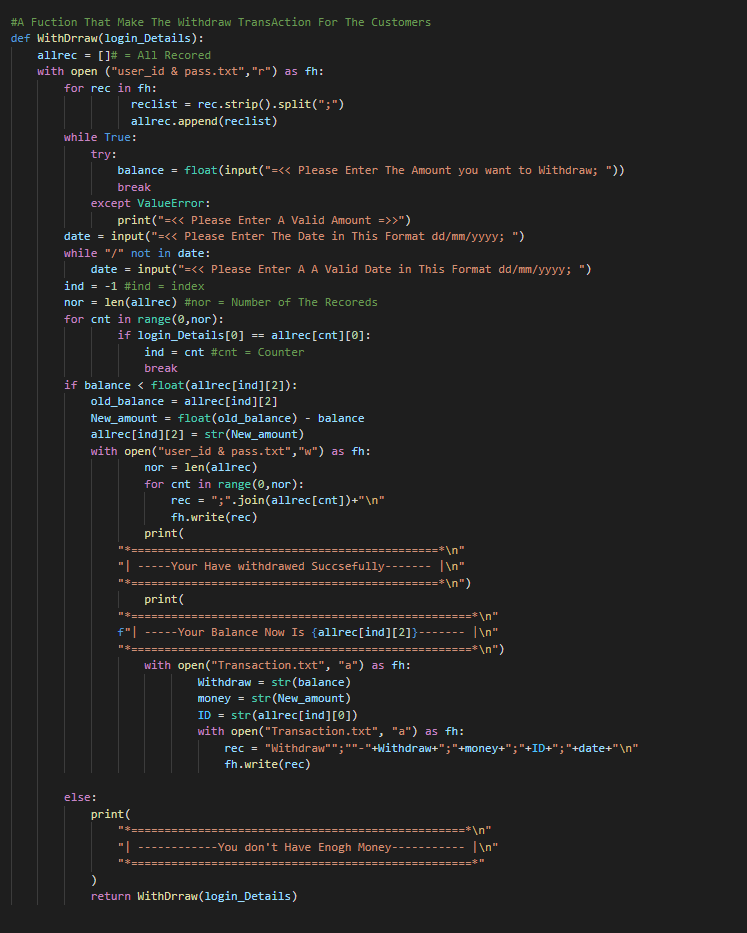 #A Fuction That Make The Withdraw TransAction For The Customers
def WithDrraw(login_Details):
    allrec = []# = All Recored
    with open ("user_id & pass.txt","r") as fh:
        for rec in fh:
                  reclist = rec.strip().split(";")
                  allrec.append(reclist)
        while True:
            try:
                balance = float(input("=<< Please Enter The Amount you want to Withdraw; "))
                break
            except ValueError:
                print("=<< Please Enter A Valid Amount =>>")
        date = input("=<< Please Enter The Date in This Format dd/mm/yyyy; ")
        while "/" not in date:
            date = input("=<< Please Enter A A Valid Date in This Format dd/mm/yyyy; ")
        ind = -1 #ind = index
        nor = len(allrec) #nor = Number of The Recoreds
        for cnt in range(0,nor):
                if login_Details[0] == allrec[cnt][0]:
                    ind = cnt #cnt = Counter
                    break
        if balance < float(allrec[ind][2]):
            old_balance = allrec[ind][2]
            New_amount = float(old_balance) - balance
            allrec[ind][2] = str(New_amount)
            with open("user_id & pass.txt","w") as fh:
                    nor = len(allrec)
                    for cnt in range(0,nor):
                        rec = ";".join(allrec[cnt])+"\n"
                        fh.write(rec)
                    print(
                "*==============================================*\n"
                "| -----Your Have withdrawed Succsefully------- |\n"
                "*==============================================*\n")
                    print(
                "*===================================================*\n"
                f"| -----Your Balance Now Is {allrec[ind][2]}------- |\n"
                "*===================================================*\n")
                    with open("Transaction.txt", "a") as fh:
                            Withdraw = str(balance)
                            money = str(New_amount)
                            ID = str(allrec[ind][0])
                            with open("Transaction.txt", "a") as fh:
                                rec = "Withdraw"";""-"+Withdraw+";"+money+";"+ID+";"+date+"\n"
                                fh.write(rec)
        else:
            print(
                "*==================================================*\n"
                "| ------------You don't Have Enogh Money----------- |\n"
                "*===================================================*"
            )
            return WithDrraw(login_Details)